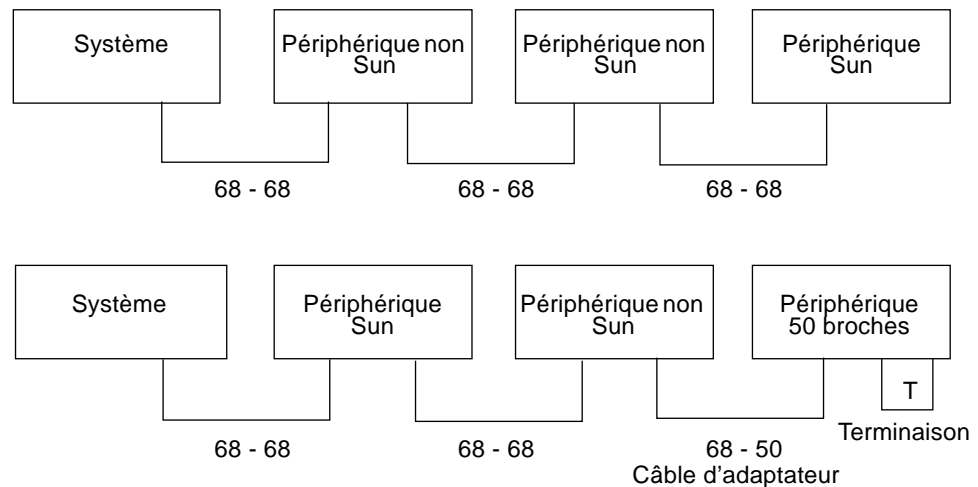 Système
Périphérique non
Sun
Périphérique non
Sun
Périphérique
Sun
68 - 68
68 - 68
68 - 68
Système
Périphérique
Sun
Périphérique non
Sun
Périphérique
50 broches
T
Terminaison
68 - 68
68 - 68
68 - 50
Câble d'adaptateur